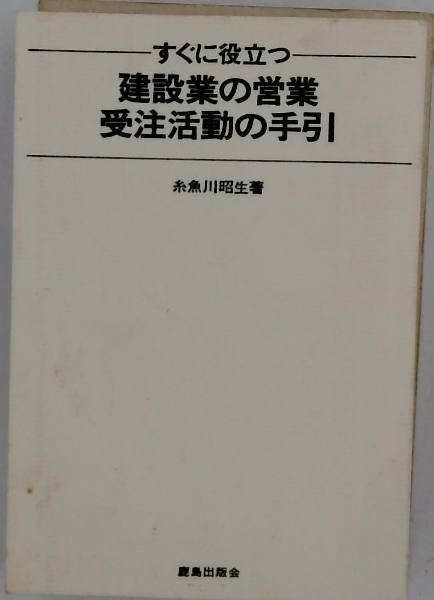 すぐに役立つ
建設業の営業
受注活動の手引
糸魚川昭生著
鹿島出版会